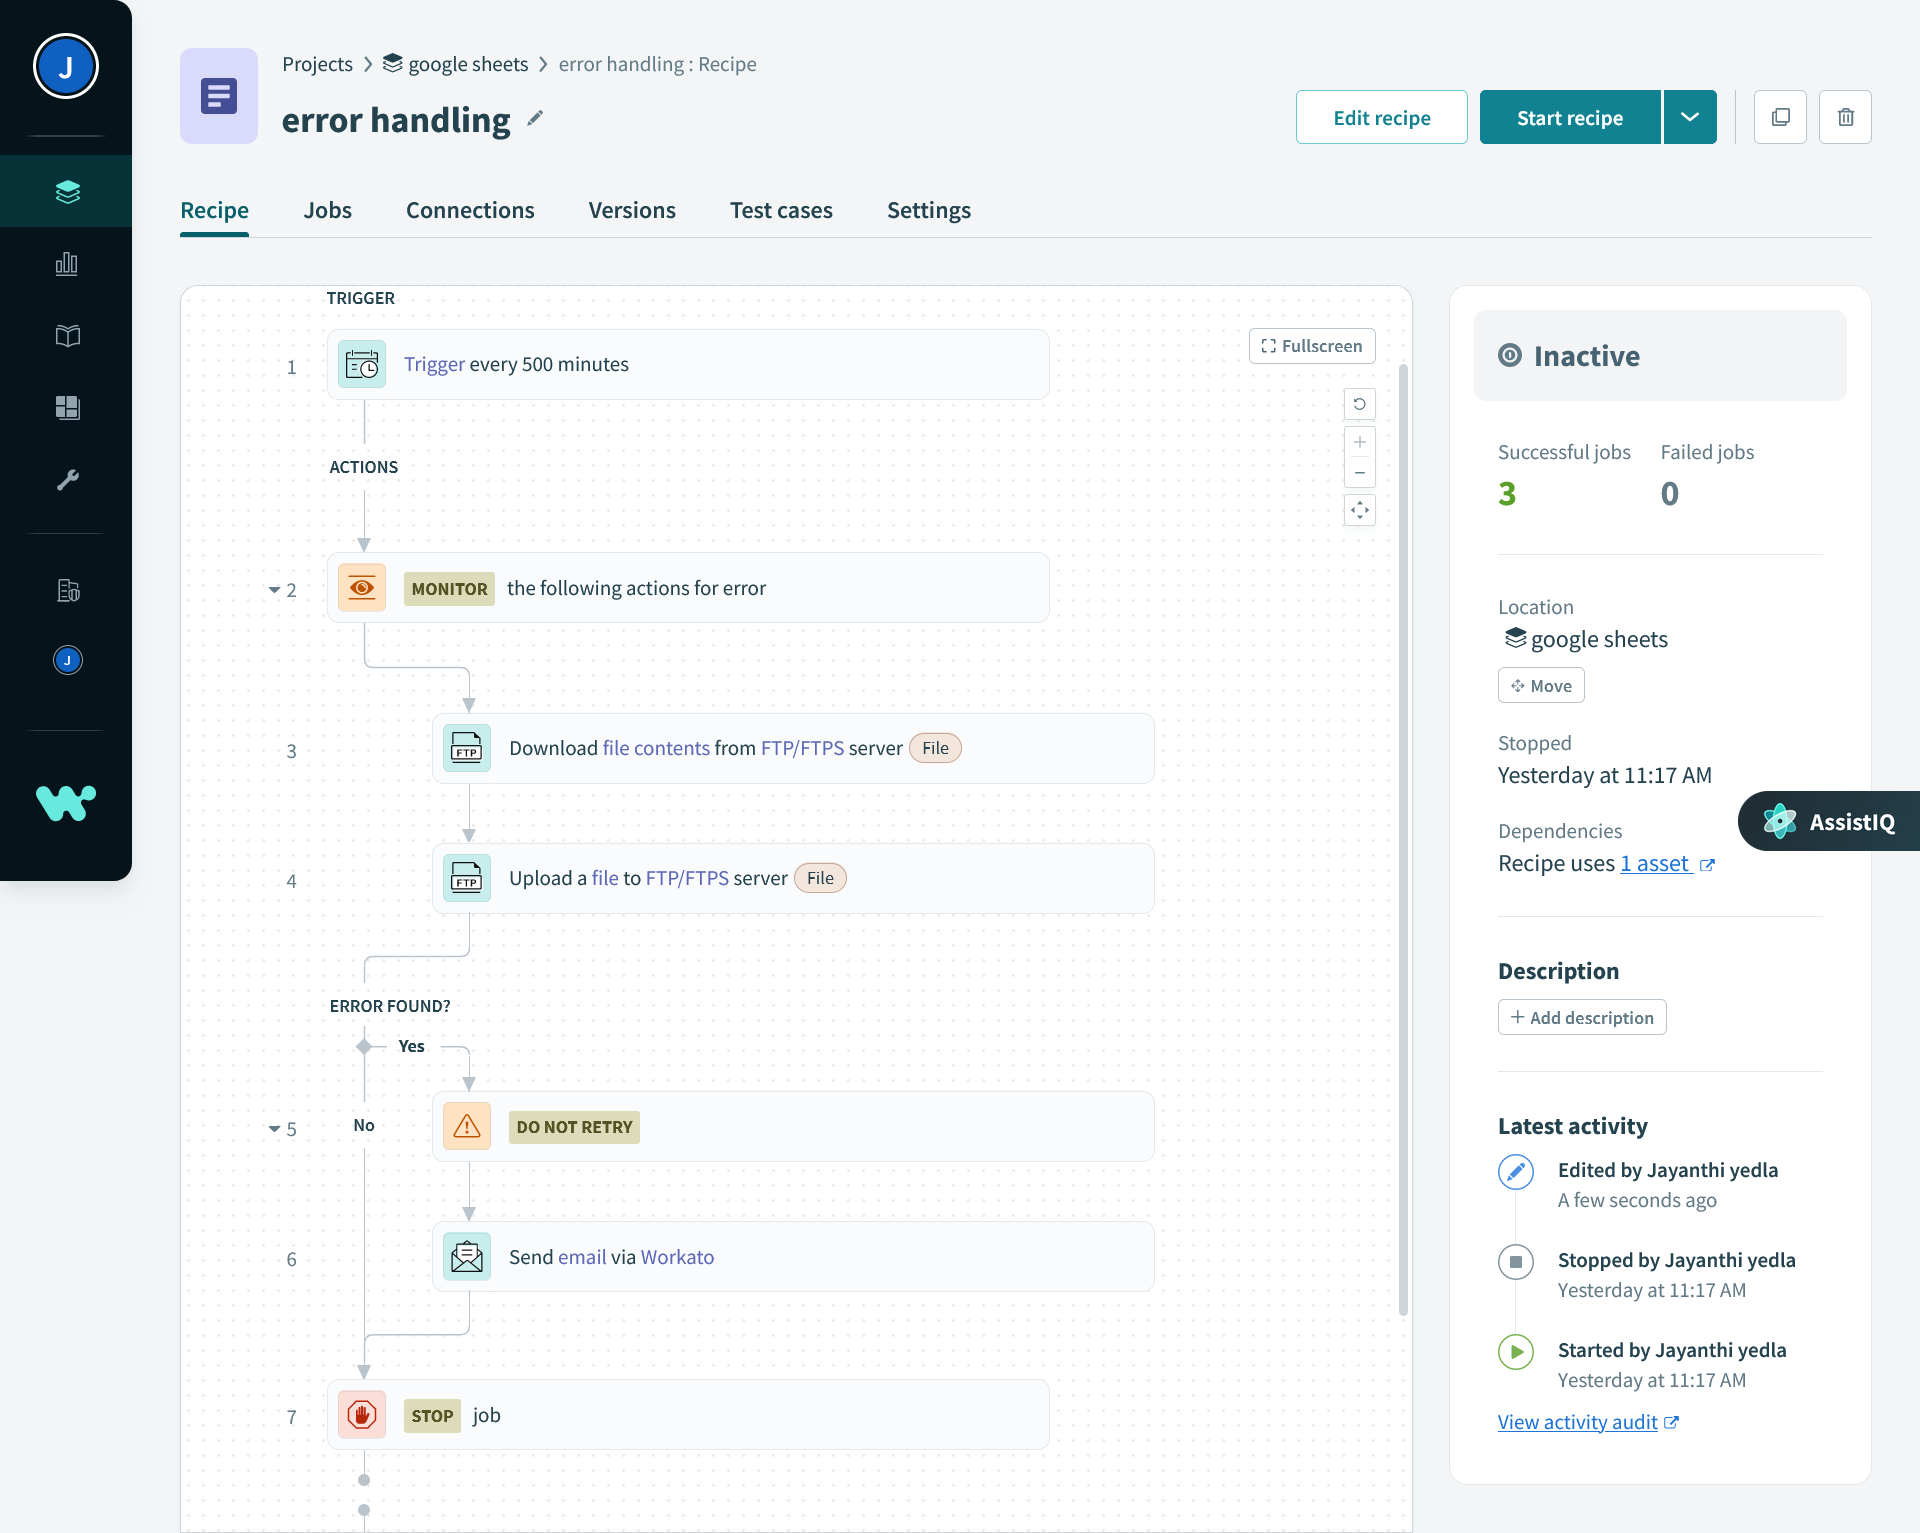 J
Projects
google sheets
error handling : Recipe
error handling
Edit recipe
Start recipe
Recipe
Jobs
Connections
Versions
Test cases
Settings
TRIGGER
1
Trigger every 500 minutes
Fullscreen
ACTIONS
2
MONITOR the following actions for error
3
FTP
Download file contents from FTP/FTPS server File
4
FTP
Upload a file to FTP/FTPS server File
ERROR FOUND?
Yes
No
5
DO NOT RETRY
6
Send email via Workato
7
STOP job
Inactive
Successful jobs
3
Failed jobs
0
Location
google sheets
Move
Stopped
Yesterday at 11:17 AM
AssistIQ
Dependencies
Recipe uses 1 asset
Description
Add description
Latest activity
Edited by Jayanthi yedla
A few seconds ago
Stopped by Jayanthi yedla
Yesterday at 11:17 AM
Started by Jayanthi yedla
Yesterday at 11:17 AM
View activity audit
J